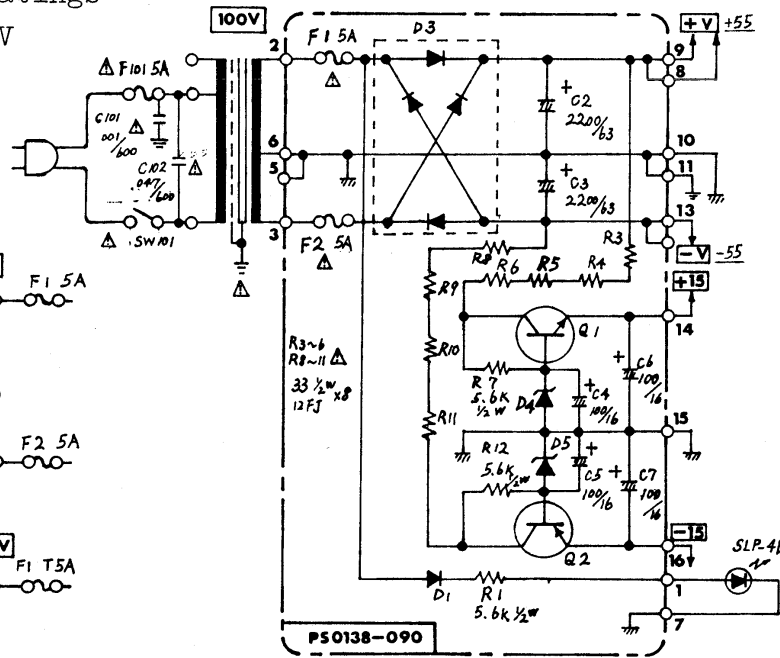 V
100V
F101 5A
C101
001
/600
C102
.047
/600
SW101
2
6
5
3
F1 5A
F2 5A
D3
C2
2200/63
C3
2200/63
9
+V
+55
8
10
11
13
-V
-55
R8
R6
R5
R4
R3
R9
R10
R11
Q1
+15
14
R3~6
R8~11
33 ½W x8
12FJ
R7
5.6K
½W
D4
C4
100/16
C6
100
/16
15
R12
5.6K
½W
D5
C5
100/16
C7
100
/16
Q2
-15
16
SLP-41
D1
R1
5.6K ½W
1
7
PS0138-090
F1 5A
F2 5A
V
F1 T5A